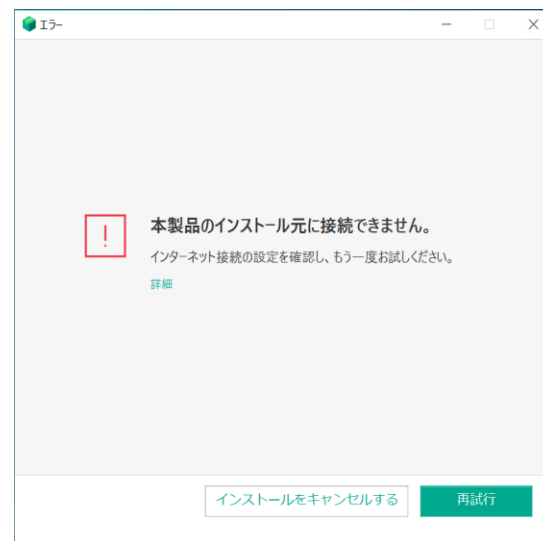 エラー
本製品のインストール元に接続できません。
インターネット接続の設定を確認し、もう一度お試しください。
詳細
インストールをキャンセルする
再試行